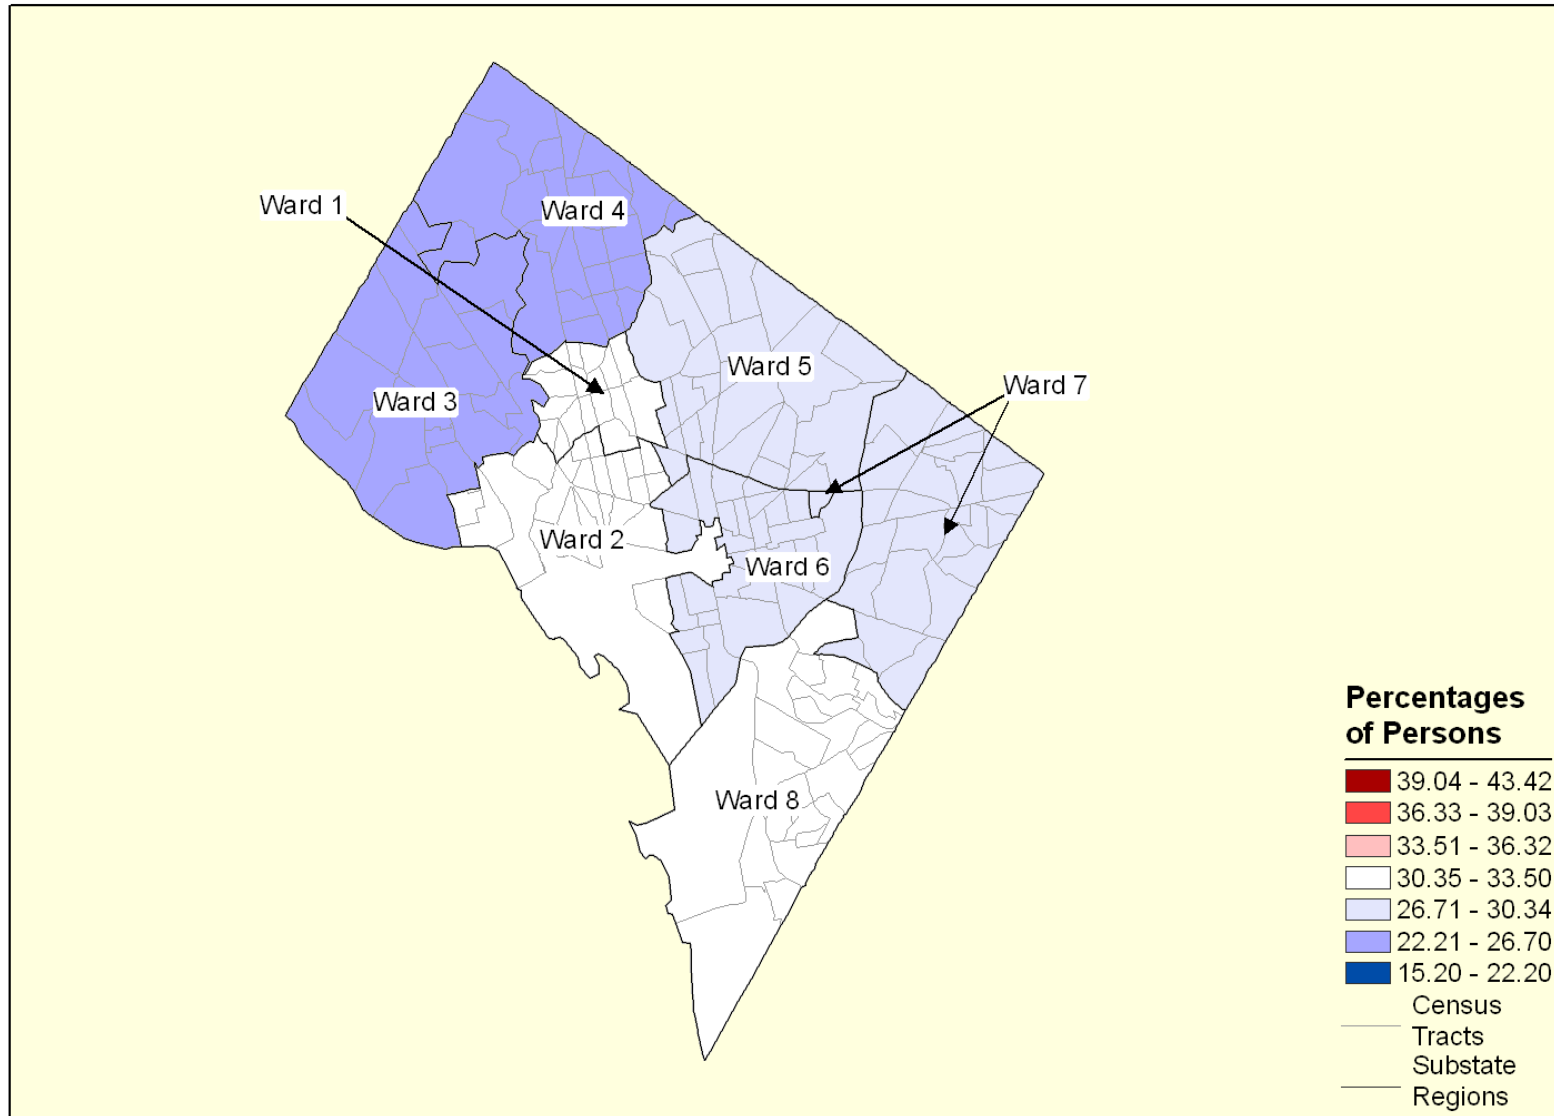 Ward 1
Ward 4
Ward 5
Ward 7
Ward 3
Ward 2
Ward 6
Ward 8
Percentages
of Persons
39.04 - 43.42
36.33 - 39.03
33.51 - 36.32
30.35 - 33.50
26.71 - 30.34
22.21 - 26.70
15.20 - 22.20
Census
Tracts
Substate
Regions